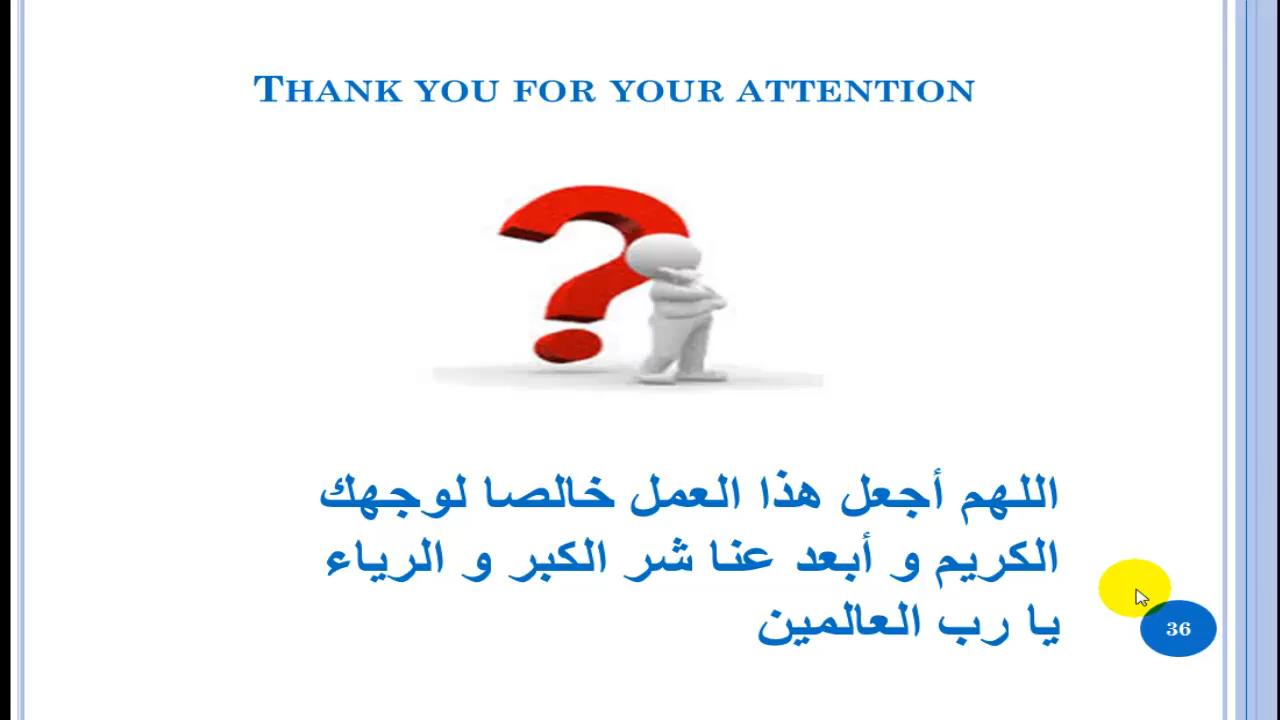 THANK YOU FOR YOUR ATTENTION
اللهم أجعل هذا العمل خالصا لوجهك
الكريم و أبعد عنا شر الكبر و الرياء
يا رب العالمين
36